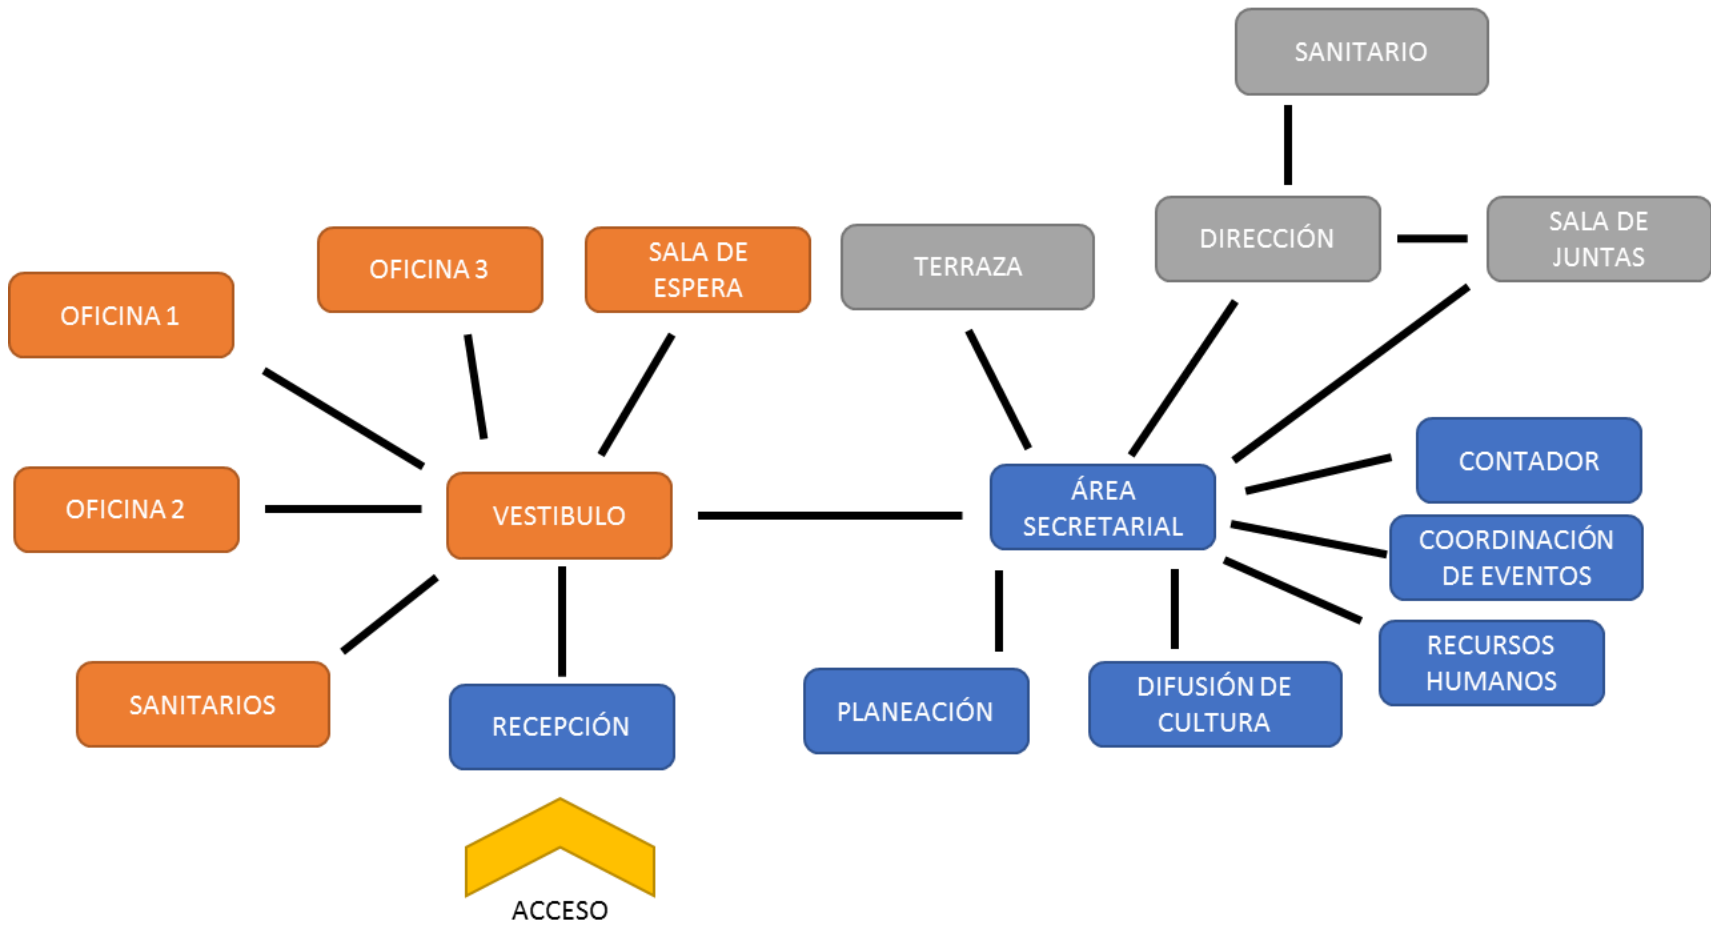 SANITARIO
DIRECCIÓN
SALA DE
JUNTAS
OFICINA 3
SALA DE
ESPERA
TERRAZA
OFICINA 1
CONTADOR
OFICINA 2
VESTIBULO
ÁREA
SECRETARIAL
COORDINACIÓN
DE EVENTOS
RECURSOS
HUMANOS
SANITARIOS
RECEPCIÓN
PLANEACIÓN
DIFUSIÓN DE
CULTURA
ACCESO